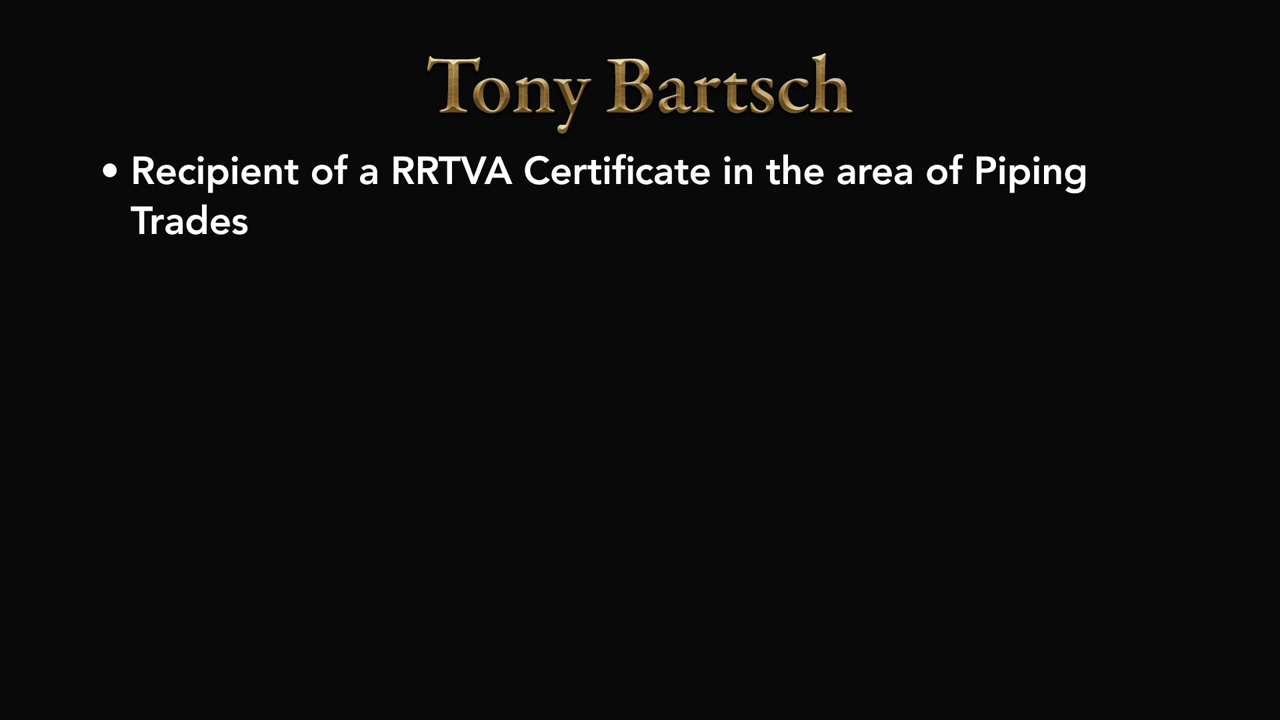 Tony Bartsch
• Recipient of a RRTVA Certificate in the area of Piping
Trades